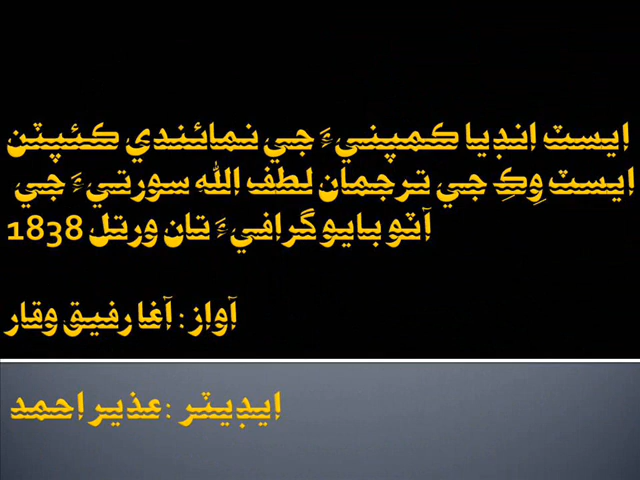 ايسٽ انڊيا ڪمپنيءَ جي نمائندي ڪئپٽن
ايسٽ وِڪِ جي ترجمان لطف الله سورتيءَ جي
آٽو بايو گرافيءَ تان ورتل 1838
آواز : آغا رفيق وقار
ايڊيٽر : عذير احمد